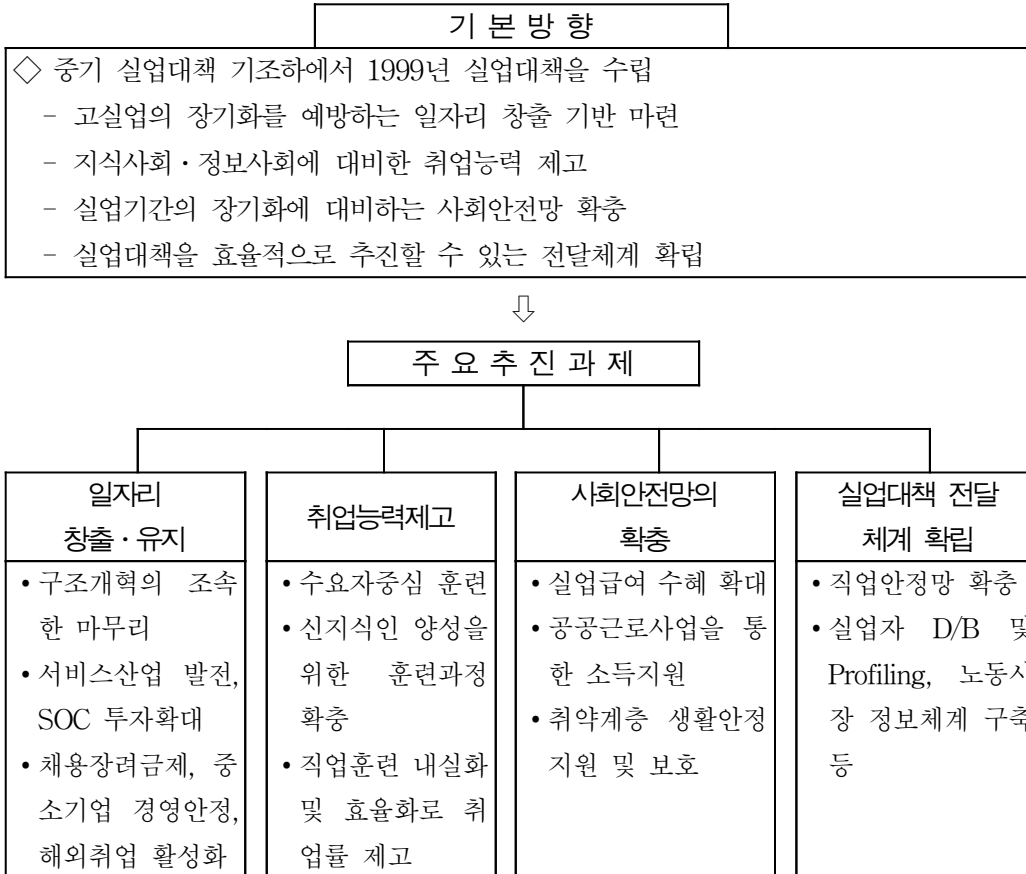 기 본 방 향
◇ 중기 실업대책 기조하에서 1999년 실업대책을 수립
- 고실업의 장기화를 예방하는 일자리 창출 기반 마련
- 지식사회·정보사회에 대비한 취업능력 제고
- 실업기간의 장기화에 대비하는 사회안전망 확충
- 실업대책을 효율적으로 추진할 수 있는 전달체계 확립
⇩
주 요 추 진 과 제
일자리
창출·유지
• 구조개혁의 조속
한 마무리
• 서비스산업 발전,
SOC 투자확대
• 채용장려금제, 중
소기업 경영안정,
해외취업 활성화
취업능력제고
• 수요자중심 훈련
• 신지식인 양성을
위한 훈련과정
확충
• 직업훈련 내실화
및 효율화로 취
업률 제고
사회안전망의
확충
• 실업급여 수혜 확대
• 공공근로사업을 통
한 소득지원
• 취약계층 생활안정
지원 및 보호
실업대책 전달
체계 확립
• 직업안정망 확충
• 실업자 D/B 및
Profiling, 노동시
장 정보체계 구축
등